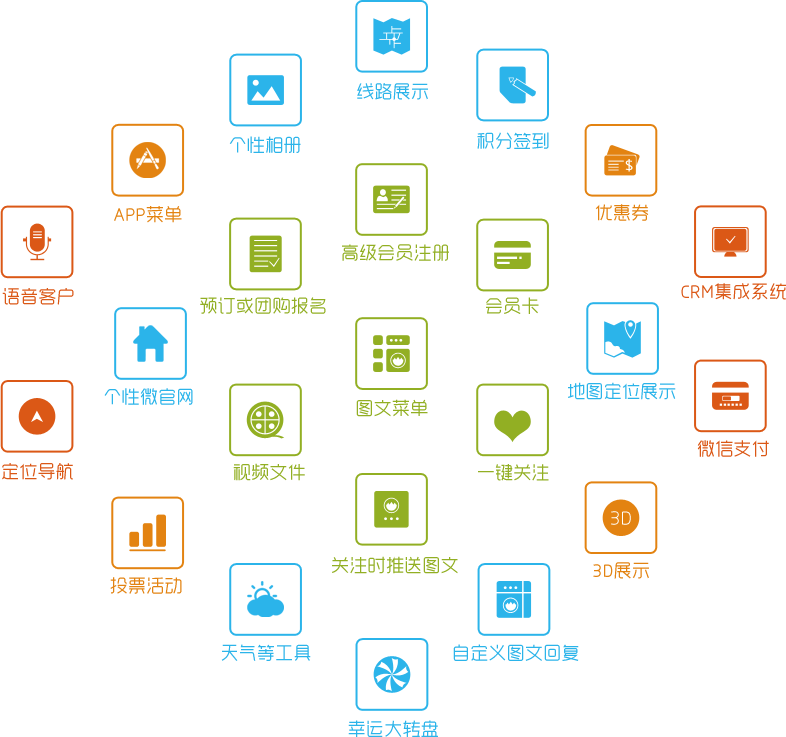 线路展示
个性相册
积分签到
APP菜单
优惠券
高级会员注册
语音客户
预订或团购报名
会员卡
CRM集成系统
个性微官网
图文菜单
地图定位展示
定位导航
视频文件
一键关注
微信支付
3D
投票活动
关注时推送图文
3D展示
天气等工具
自定义图文回复
幸运大转盘